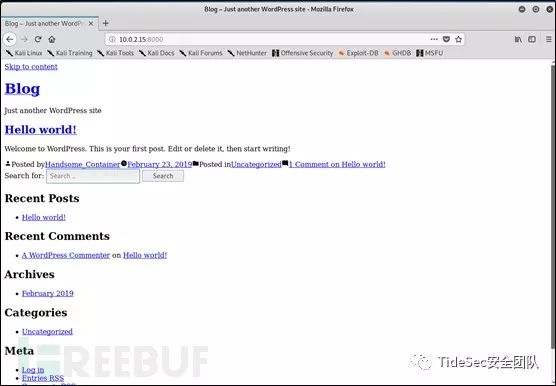 Blog – Just another WordPress site - Mozilla Firefox
Blog – Just another WordPr
10.0.2.15:8000
Kali Linux Kali Training Kali Tools Kali Docs Kali Forums NetHunter Offensive Security Exploit-DB GHDB MSFU
Skip to content
Blog
Just another WordPress site
Hello world!
Welcome to WordPress. This is your first post. Edit or delete it, then start writing!
Posted byHandsome_ContainerFebruary 23, 2019Posted inUncategorized1 Comment on Hello world!
Search for: Search ... Search
Recent Posts
Hello world!
Recent Comments
A WordPress Commenter on Hello world!
Archives
February 2019
Categories
Uncategorized
Meta
Log in
Entries RSS
REEBUF
TideSec安全团队